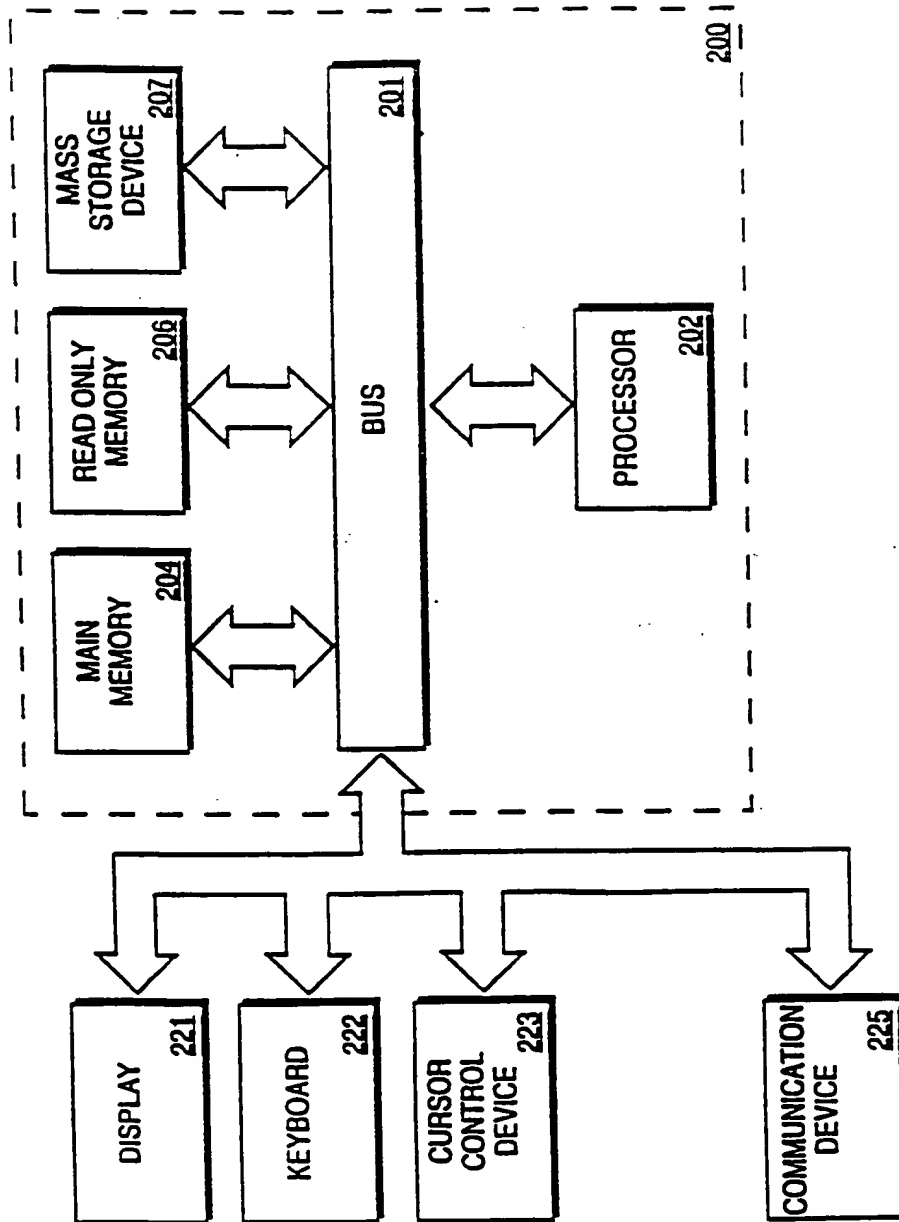 DISPLAY
221
KEYBOARD
222
CURSOR
CONTROL
DEVICE
223
COMMUNICATION
DEVICE
225
MAIN
MEMORY
204
READ ONLY
MEMORY
206
MASS
STORAGE
DEVICE
207
BUS
201
PROCESSOR
202
200